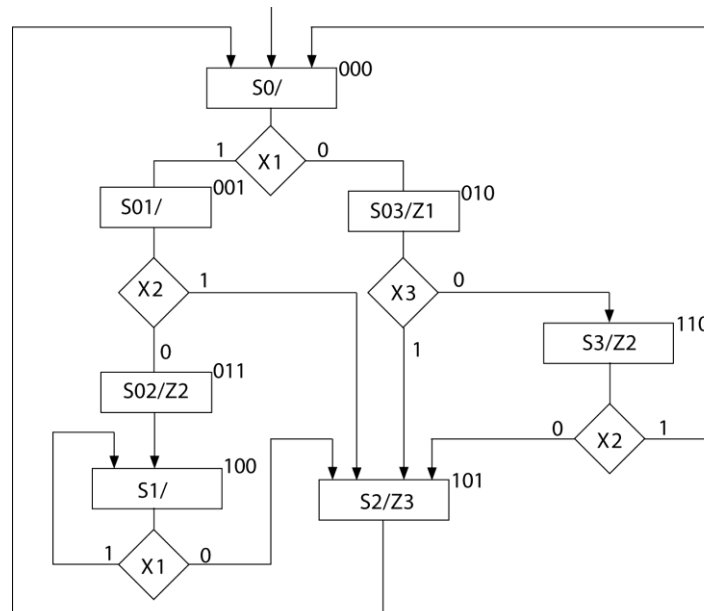 000
S0/
1 X1 0
001
S01/
010
S03/Z1
X2 1
X3 0
0
1
110
S3/Z2
011
S02/Z2
0 X2 1
100
S1/
101
S2/Z3
1 X1 0